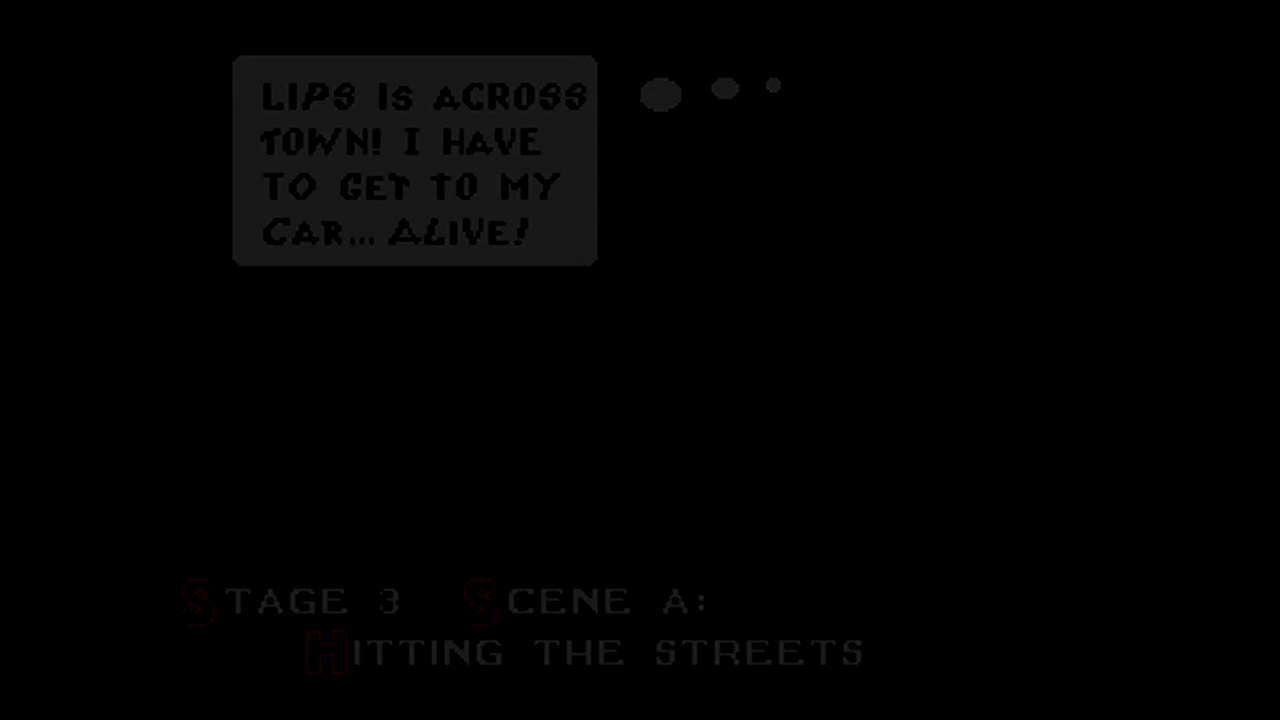 LIPS IS ACROSS
TOWN! I HAVE
TO GET TO MY
CAR... ALIVE!
STAGE 3 SCENE A:
HITTING THE STREETS